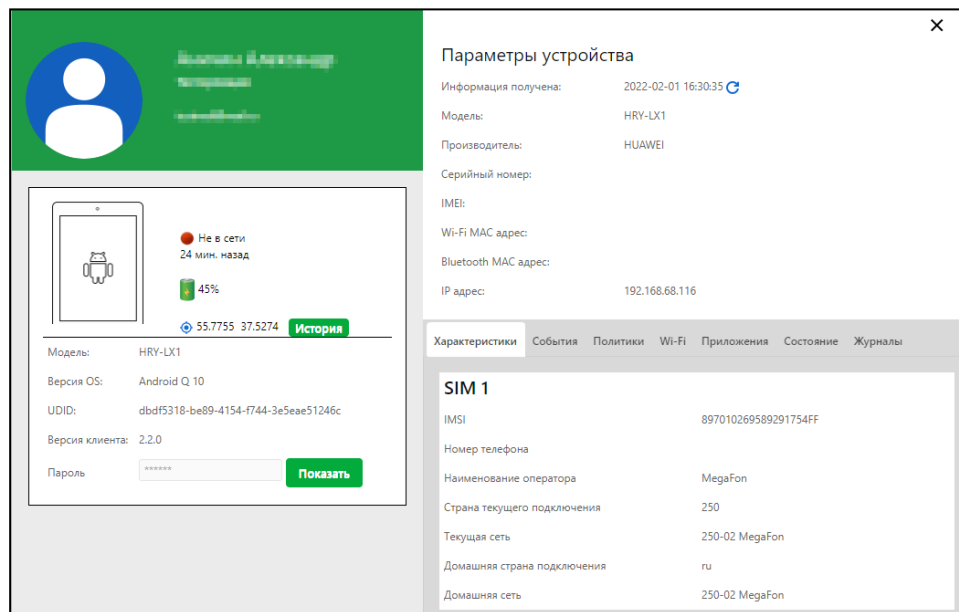 Не в сети
24 мин. назад
45%
55.7755 37.5274 История
Модель: HRY-LX1
Версия OS: Android Q 10
UDID: dbdf5318-be89-4154-f744-3e5eae51246c
Версия клиента: 2.2.0
Пароль ****** Показать
Параметры устройства
Информация получена: 2022-02-01 16:30:35
Модель: HRY-LX1
Производитель: HUAWEI
Серийный номер:
IMEI:
Wi-Fi MAC адрес:
Bluetooth MAC адрес:
IP адрес: 192.168.68.116
Характеристики События Политики Wi-Fi Приложения Состояние Журналы
SIM 1
IMSI 897010269589291754FF
Номер телефона
Наименование оператора MegaFon
Страна текущего подключения 250
Текущая сеть 250-02 MegaFon
Домашняя страна подключения ru
Домашняя сеть 250-02 MegaFon